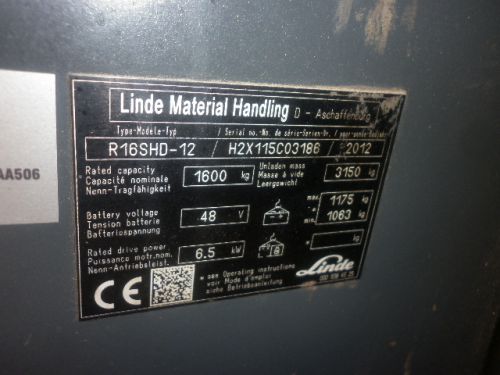 Linde Material Handling D - Aschaffenburg
Type-Modèle-Typ / Serial no.-No. de série-Serien-Nr. /
R16SHD-12 / H2X115C03186 / 2012
Rated capacity
Capacité nominale 1600 kg
Nenn-Tragfähigkeit
Unladen mass
Masse à vide 3150 kg
Leergewicht
Battery voltage
Tension batterie 48 V
Batteriespannung
max. 1175 kg
min. 1063 kg
Rated drive power
Puissance mot.nom. 6.5 kW
Nenn-Antriebsleist.
* kg
CE
* see Operating instructions
voir Mode d'emploi
siehe Betriebsanleitung
Linde
AA506